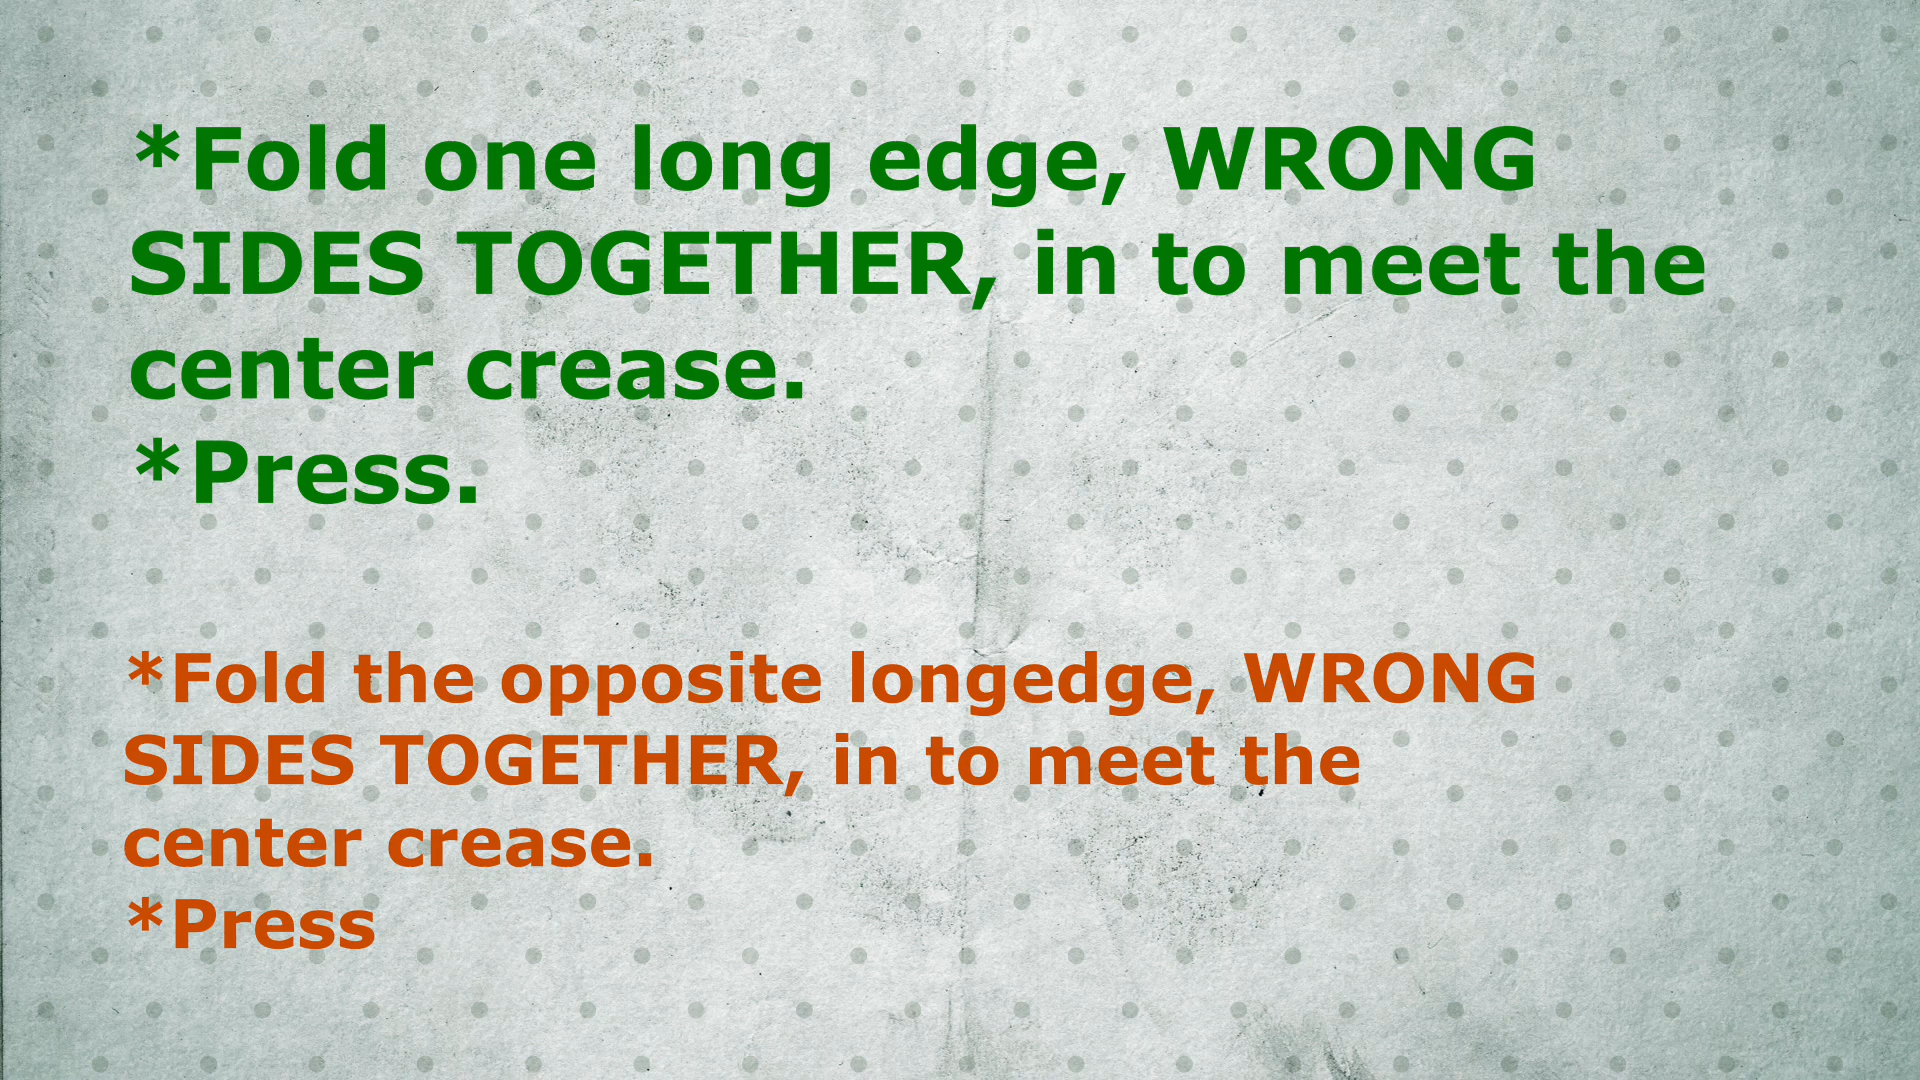 *Fold one long edge, WRONG
SIDES TOGETHER, in to meet the
center crease.
*Press.
*Fold the opposite longedge, WRONG
SIDES TOGETHER, in to meet the
center crease.
*Press